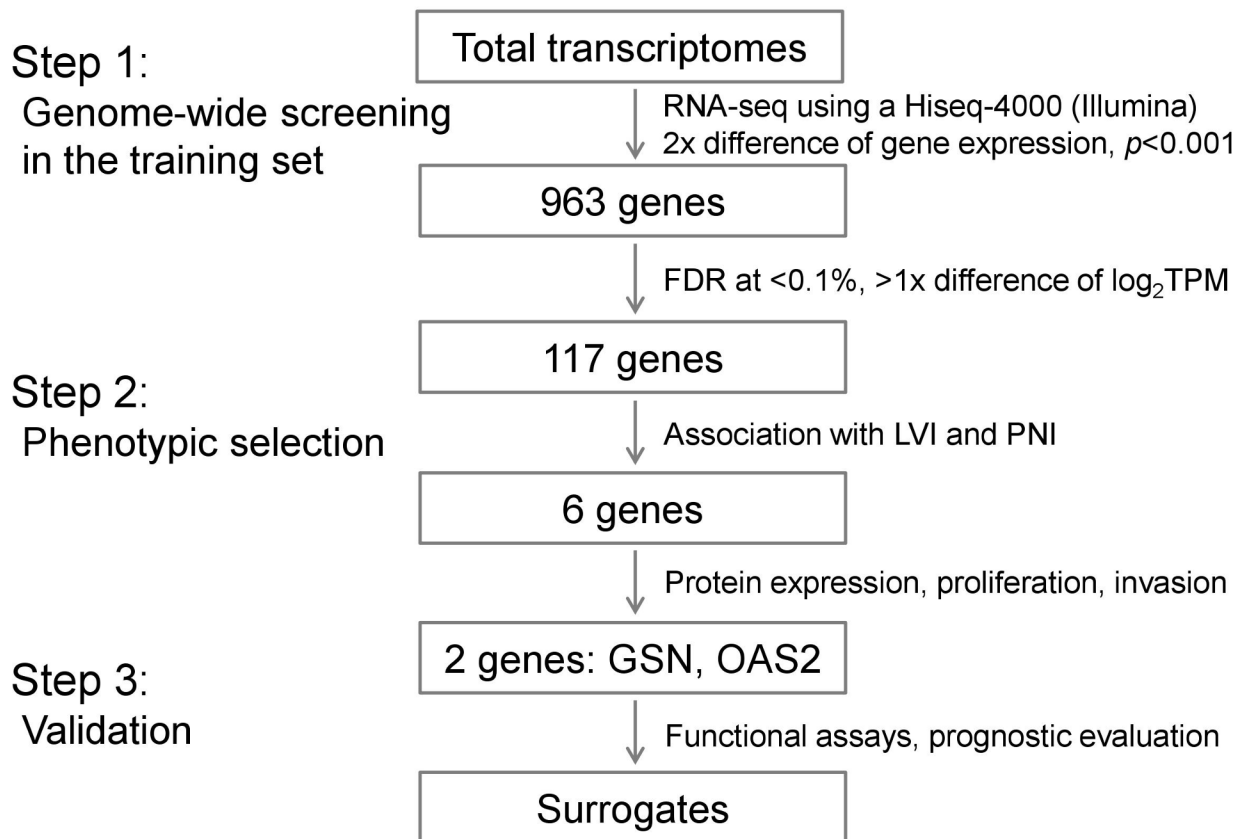 Total transcriptomes
Step 1:
Genome-wide screening
in the training set
RNA-seq using a Hiseq-4000 (Illumina)
2x difference of gene expression, p<0.001
963 genes
FDR at <0.1%, >1x difference of log₂TPM
117 genes
Step 2:
Phenotypic selection
Association with LVI and PNI
6 genes
Protein expression, proliferation, invasion
2 genes: GSN, OAS2
Step 3:
Validation
Functional assays, prognostic evaluation
Surrogates